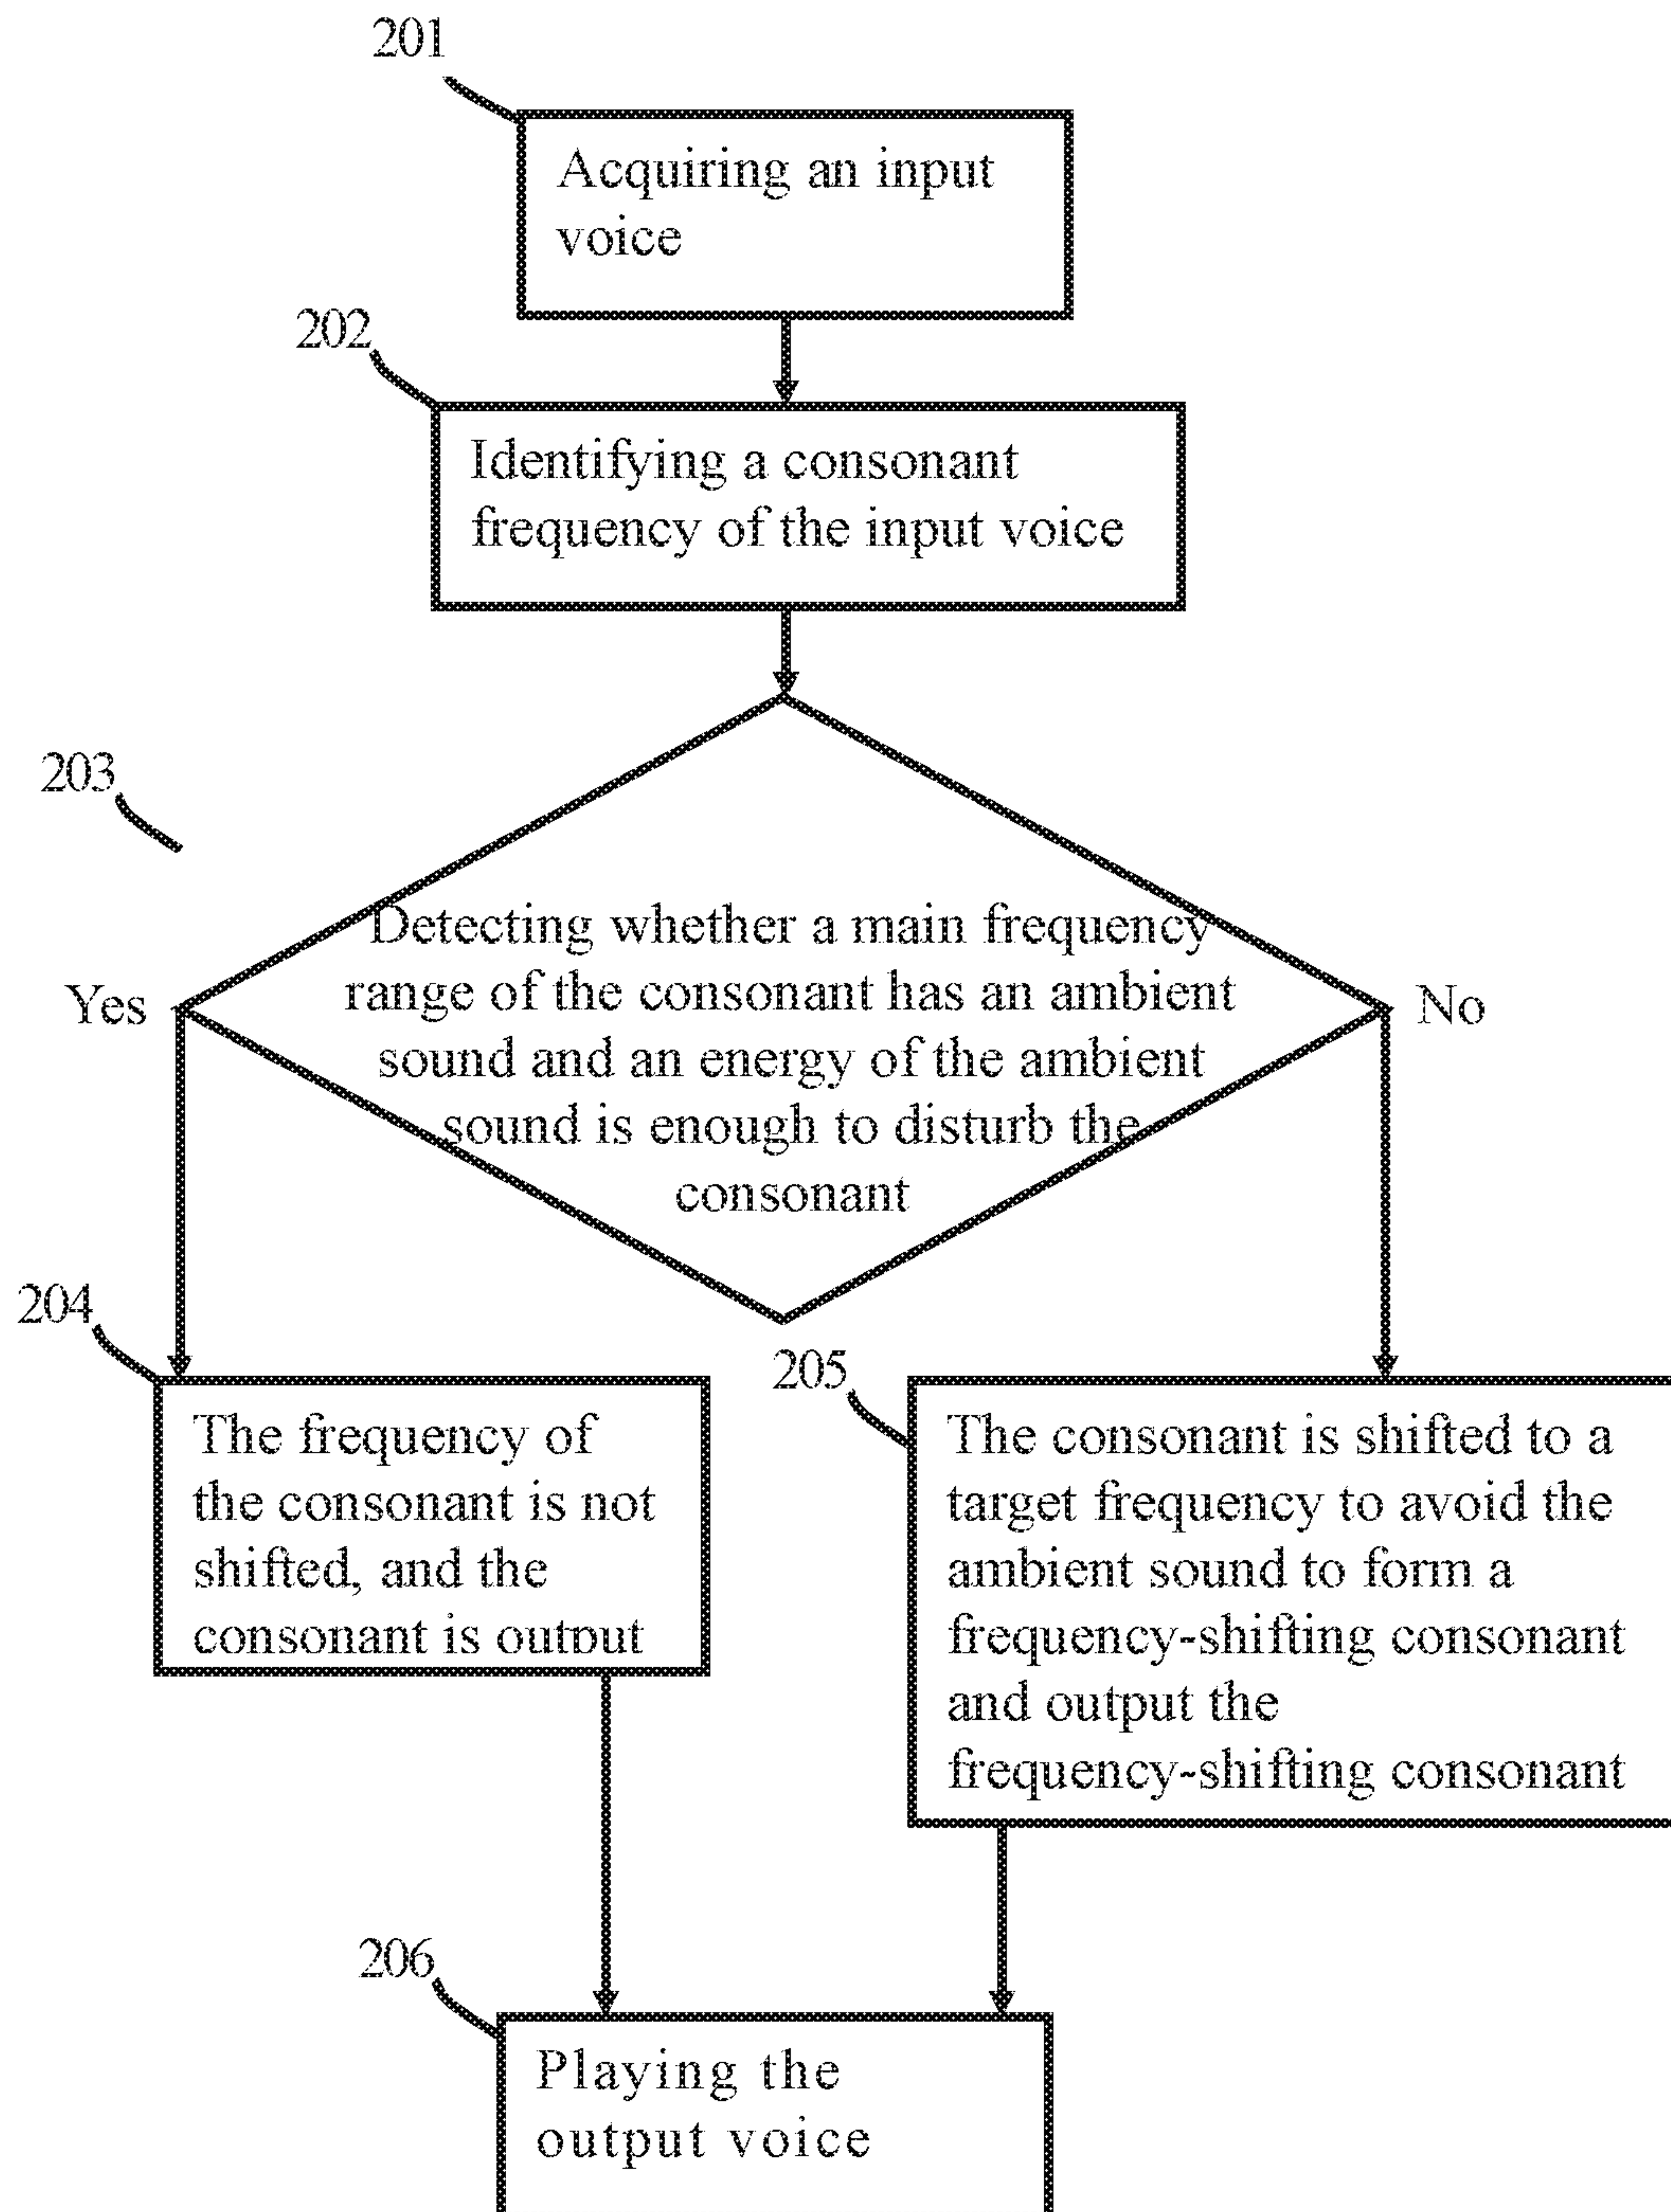 201
Acquiring an input
voice
202
Identifying a consonant
frequency of the input voice
203
Detecting whether a main frequency
range of the consonant has an ambient
sound and an energy of the ambient
sound is enough to disturb the
consonant
Yes
No
204
The frequency of
the consonant is not
shifted, and the
consonant is output
205
The consonant is shifted to a
target frequency to avoid the
ambient sound to form a
frequency-shifting consonant
and output the
frequency-shifting consonant
206
Playing the
output voice